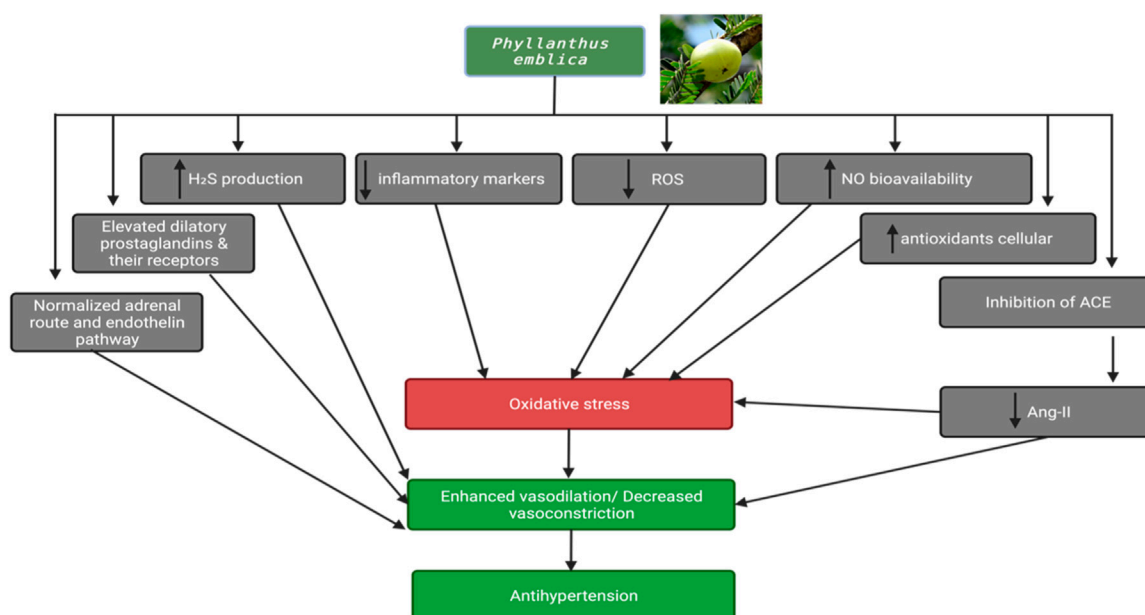 Phyllanthus
emblica
H₂S production
inflammatory markers
ROS
NO bioavailability
Elevated dilatory
prostaglandins &
their receptors
antioxidants cellular
Normalized adrenal
route and endothelin
pathway
Inhibition of ACE
Oxidative stress
Ang-II
Enhanced vasodilation/ Decreased
vasoconstriction
Antihypertension